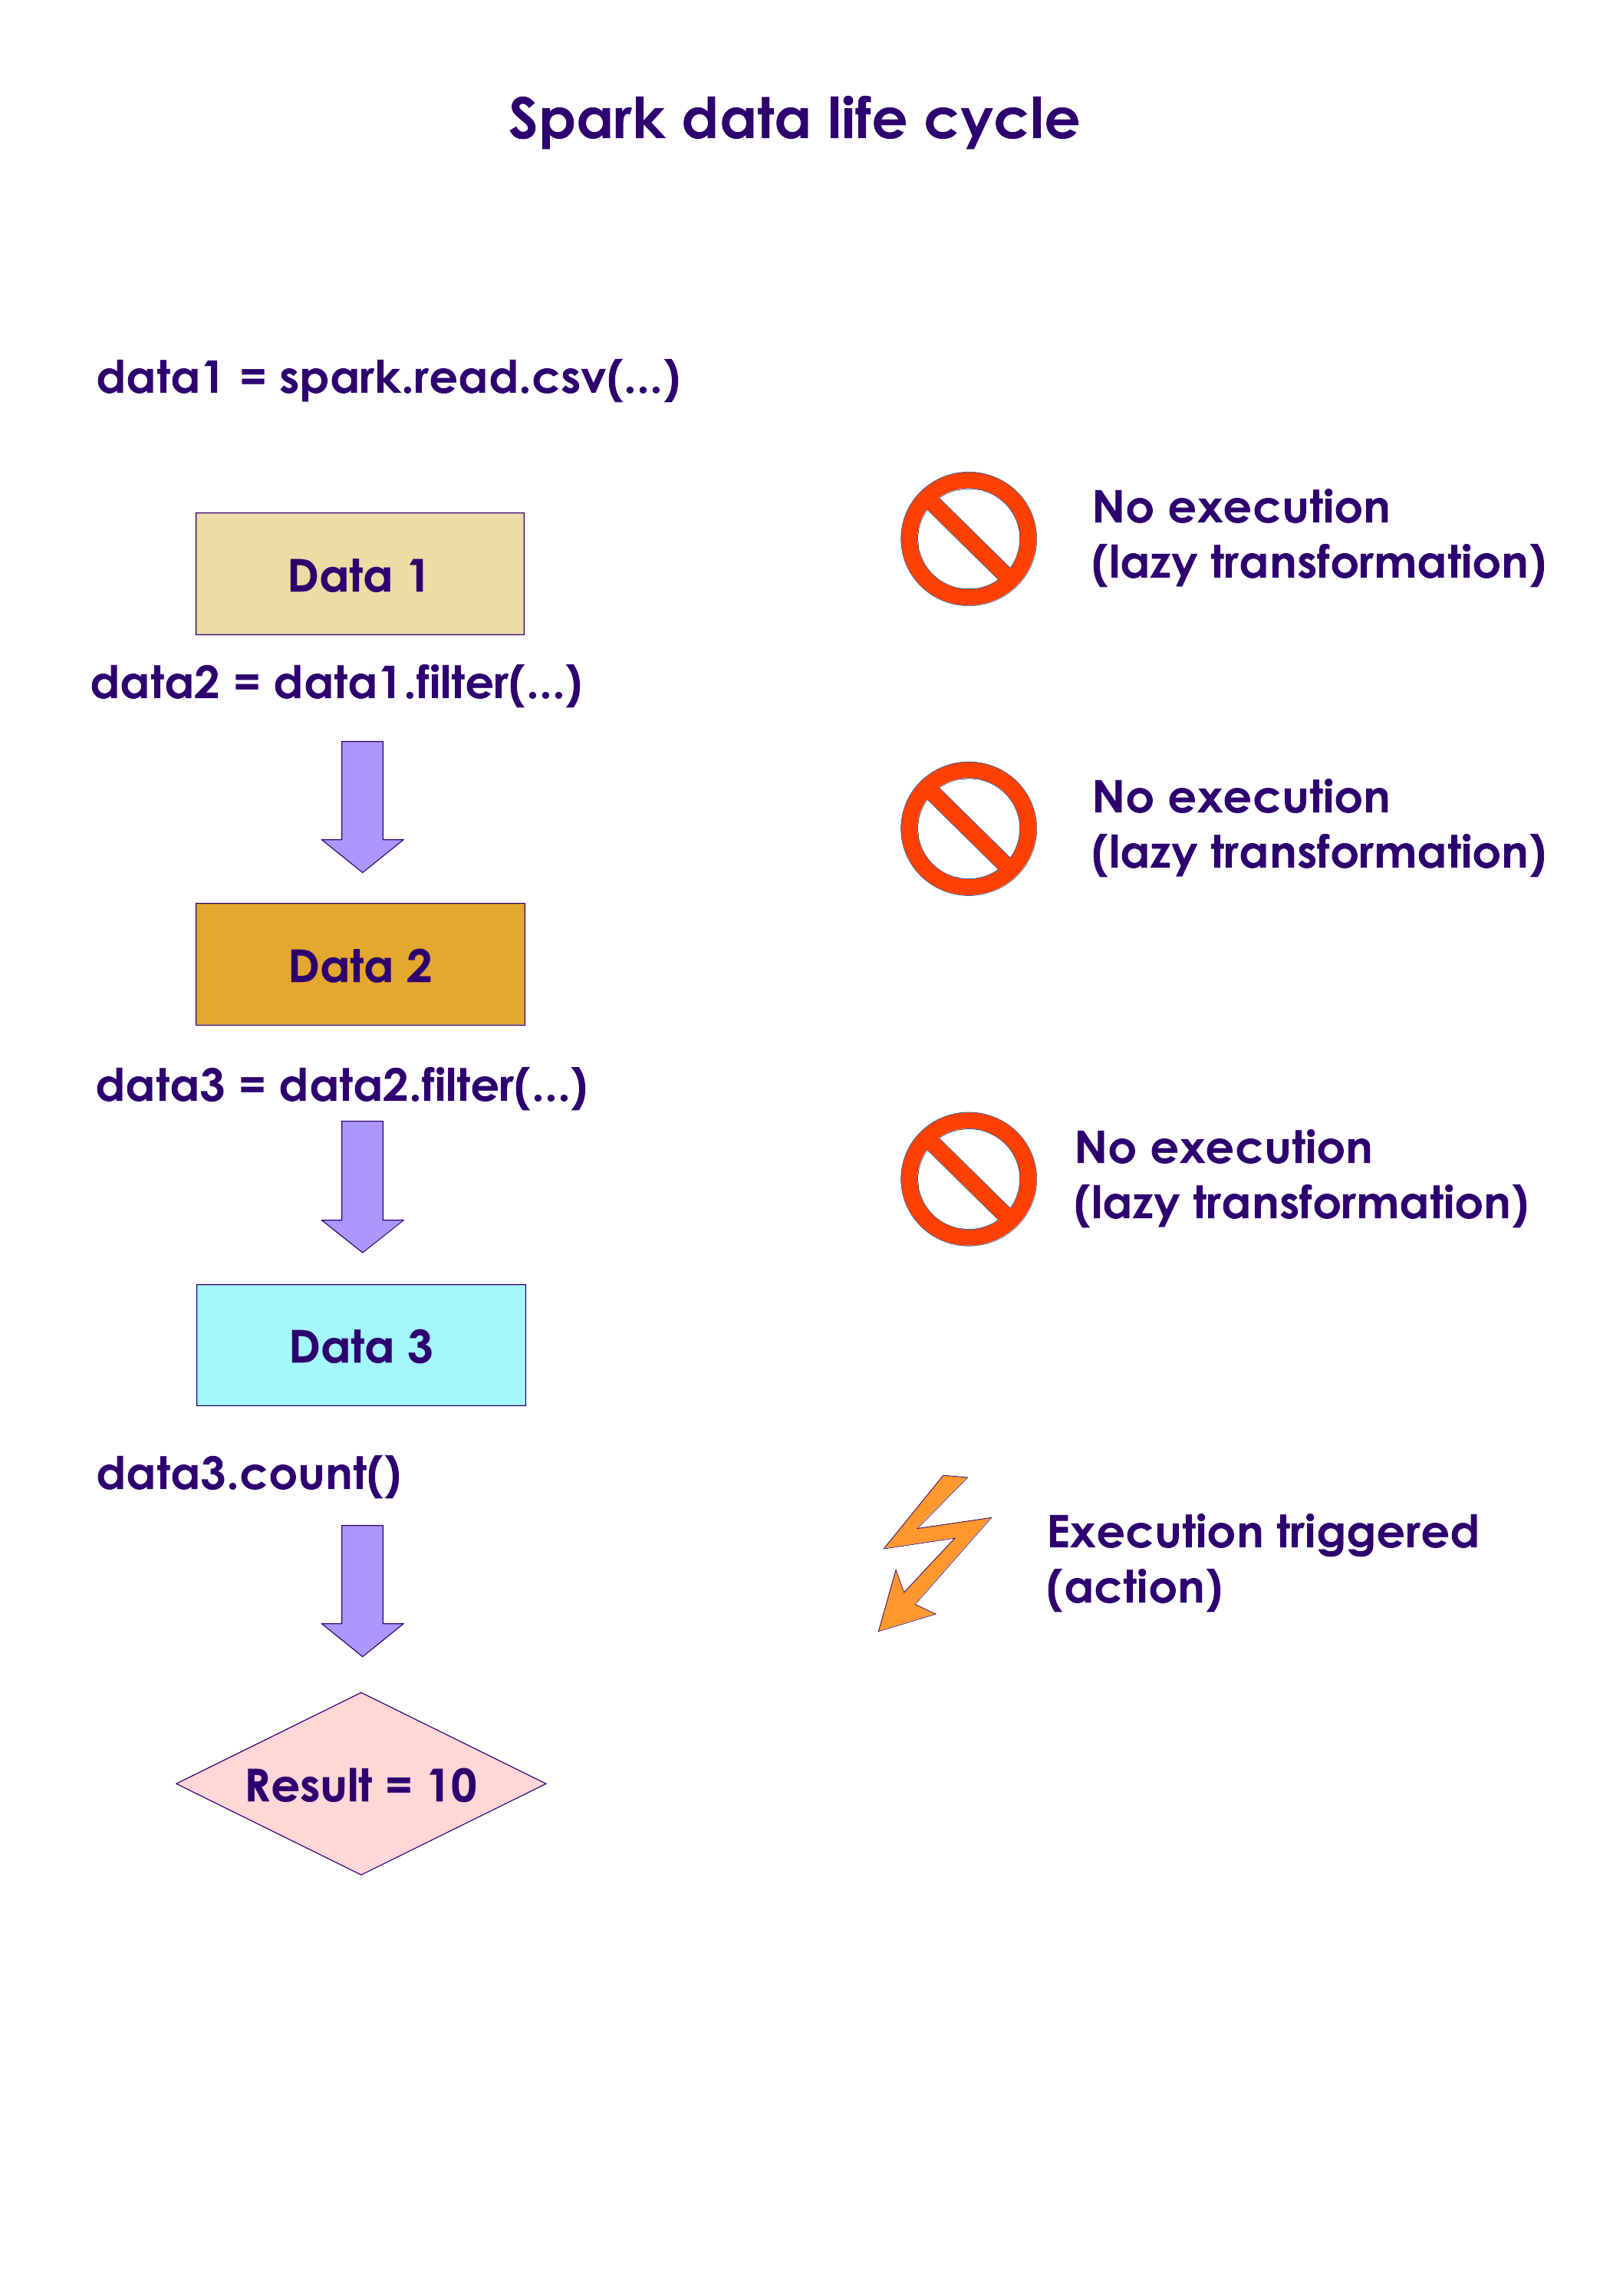 Spark data life cycle
data1 = spark.read.csv(...)
No execution
(lazy transformation)
Data 1
data2 = data1.filter(...)
No execution
(lazy transformation)
Data 2
data3 = data2.filter(...)
No execution
(lazy transformation)
Data 3
data3.count()
Execution triggered
(action)
Result = 10